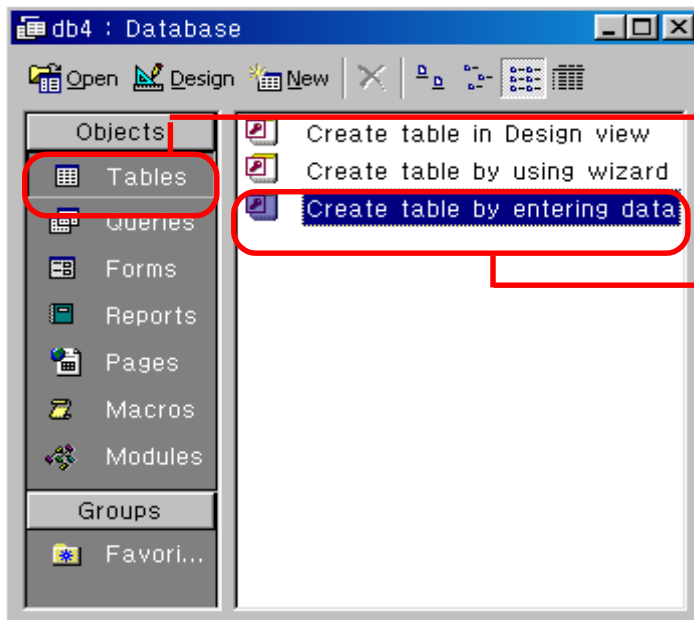 db4 : Database
Open Design New
Objects
Tables
Queries
Forms
Reports
Pages
Macros
Modules
Groups
Favori...
Create table in Design view
Create table by using wizard
Create table by entering data